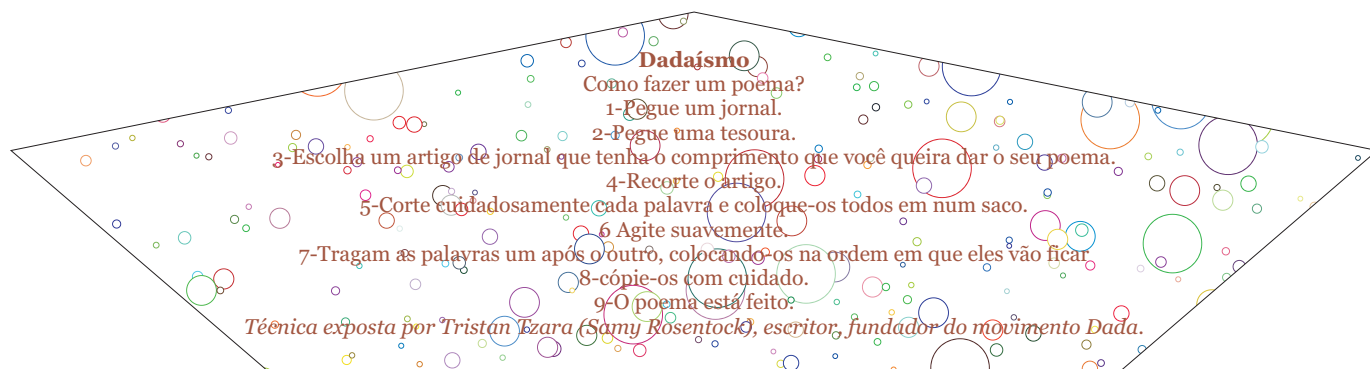 Dadaísmo
Como fazer um poema?
1-Pegue um jornal.
2-Pegue uma tesoura.
3-Escolha um artigo de jornal que tenha o comprimento que você queira dar o seu poema.
4-Recorte o artigo.
5-Corte cuidadosamente cada palavra e coloque-os todos em num saco.
6 Agite suavemente.
7-Tragam as palavras um após o outro, colocando-os na ordem em que eles vão ficar
8-cópie-os com cuidado.
9-O poema está feito.
Técnica exposta por Tristan Tzara (Samy Rosentock), escritor, fundador do movimento Dada.